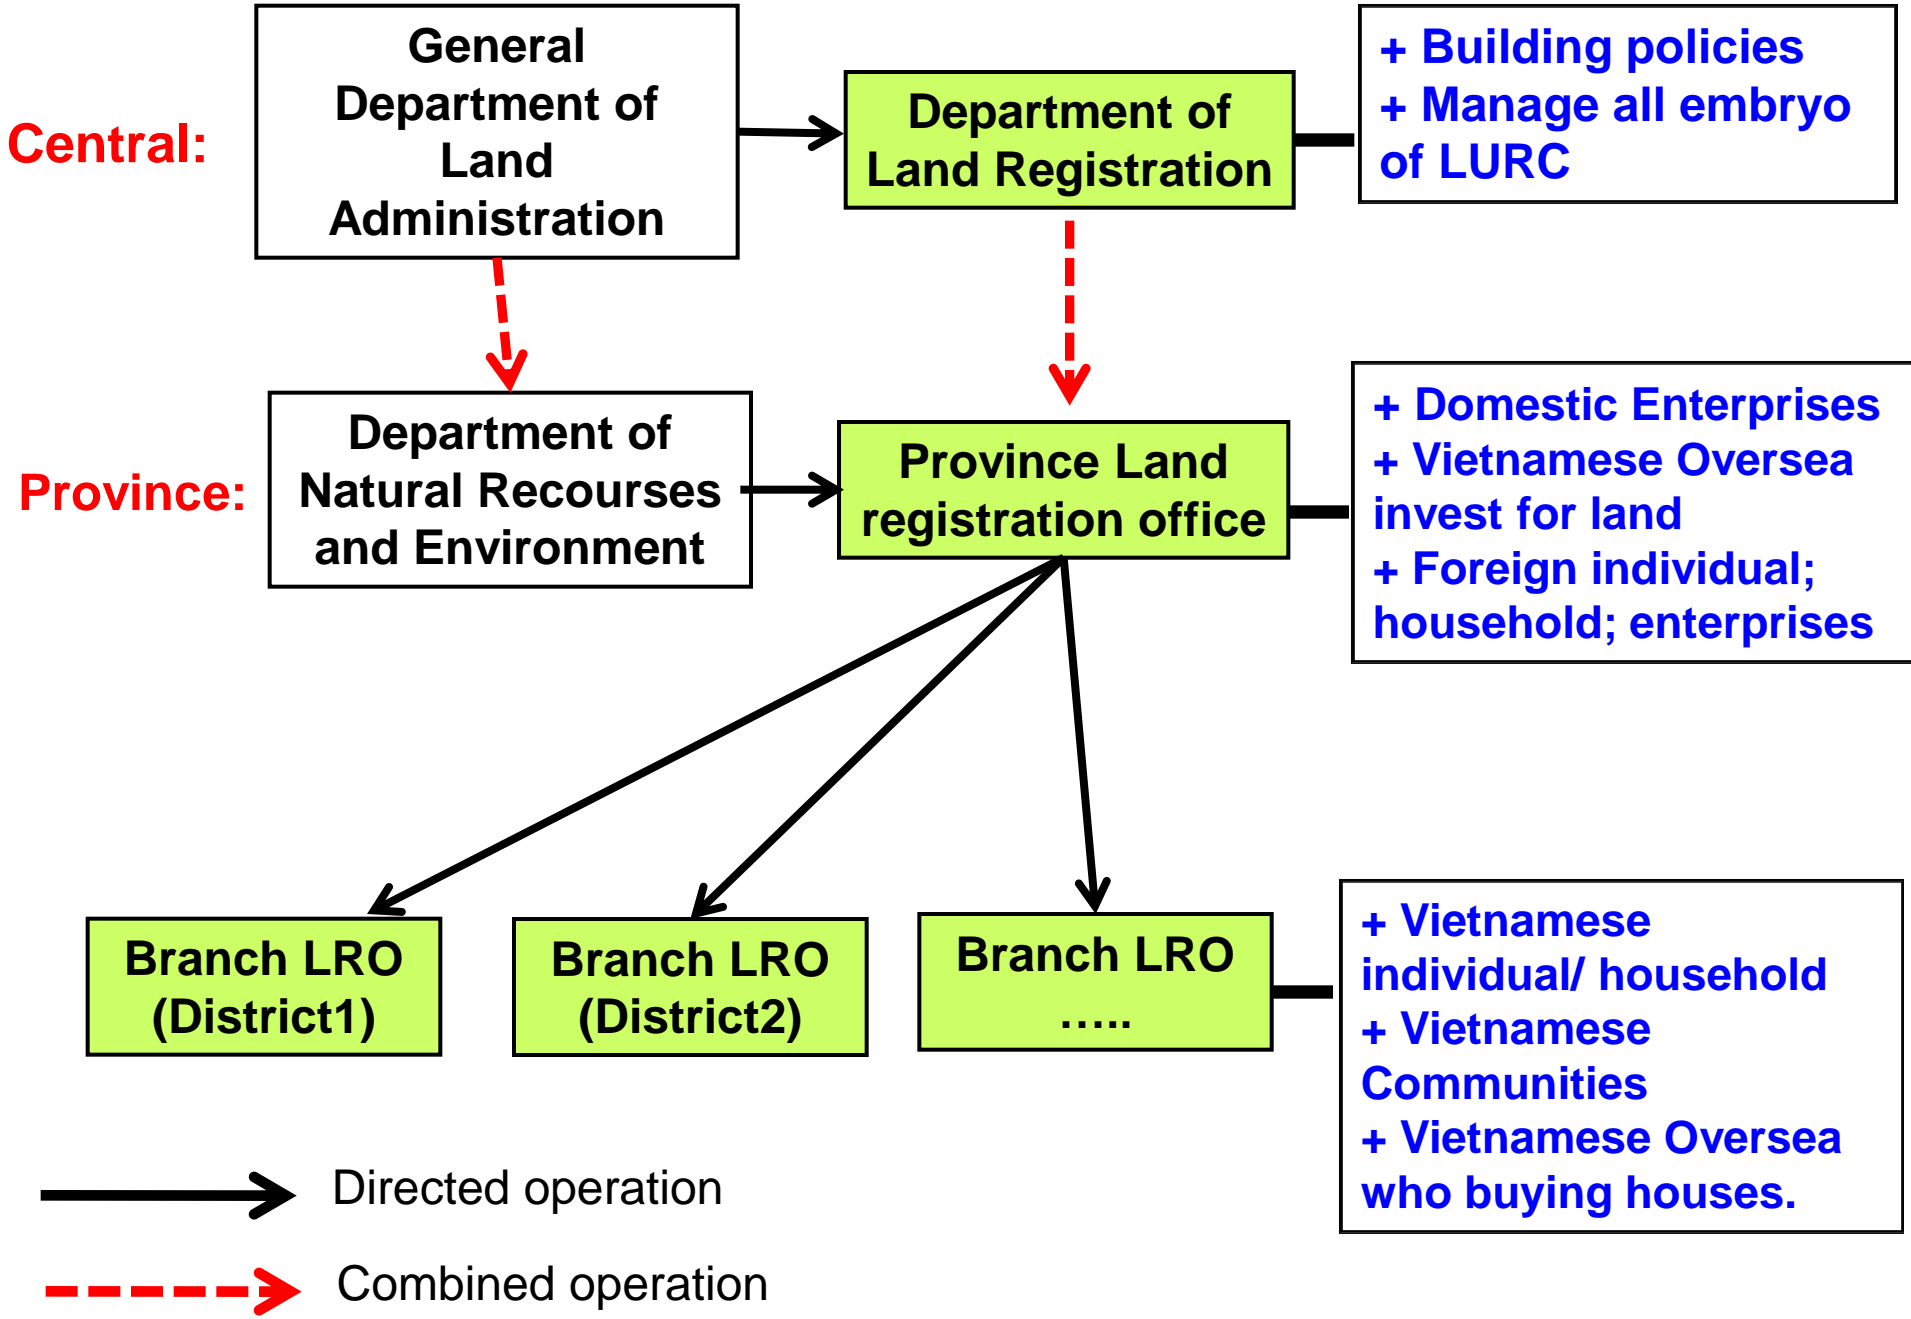 Central:
General
Department of
Land
Administration
Department of
Land Registration
+ Building policies
+ Manage all embryo
of LURC
Province:
Department of
Natural Recourses
and Environment
Province Land
registration office
+ Domestic Enterprises
+ Vietnamese Oversea
invest for land
+ Foreign individual;
household; enterprises
Branch LRO
(District1)
Branch LRO
(District2)
Branch LRO
…..
+ Vietnamese
individual/ household
+ Vietnamese
Communities
+ Vietnamese Oversea
who buying houses.
Directed operation
Combined operation